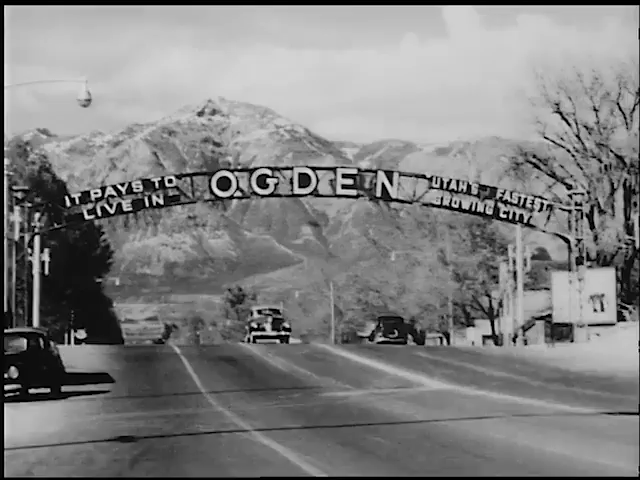 IT PAYS TO
LIVE IN
OGDEN
UTAH'S FASTEST
GROWING CITY